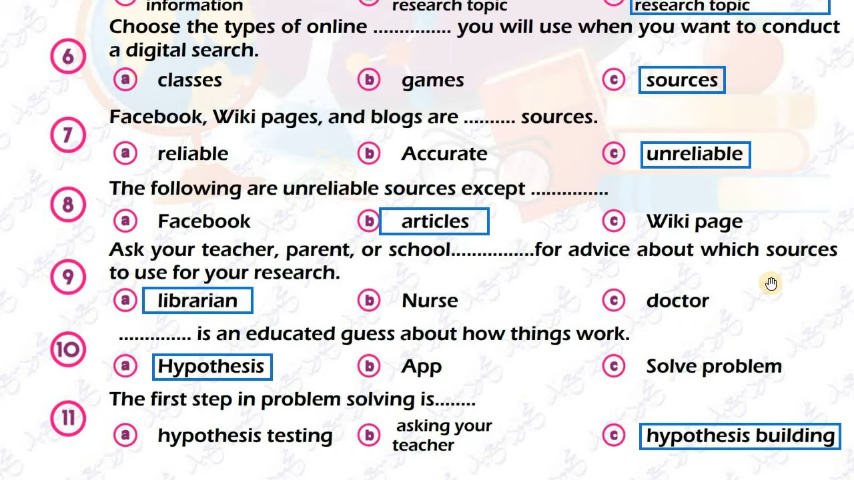 information research topic research topic
Choose the types of online ............... you will use when you want to conduct
6
a digital search.
a classes b games c sources
Facebook, Wiki pages, and blogs are .......... sources.
7
a reliable b Accurate c unreliable
The following are unreliable sources except ...............
8
a Facebook b articles c Wiki page
Ask your teacher, parent, or school................for advice about which sources
9
to use for your research.
a librarian b Nurse c doctor
.............. is an educated guess about how things work.
10
a Hypothesis b App c Solve problem
The first step in problem solving is........
11
a hypothesis testing b asking your teacher c hypothesis building